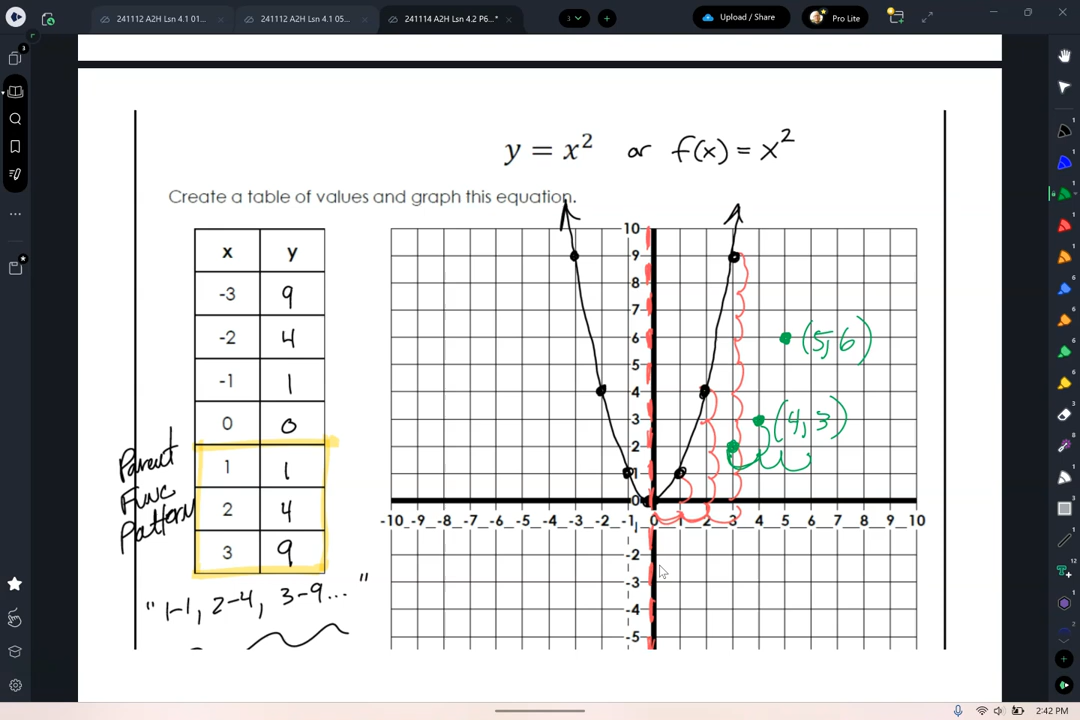 241112 A2H Lsn 4.1 01...
241112 A2H Lsn 4.1 05...
241114 A2H Lsn 4.2 P6...*
3
Upload / Share
Pro Lite
y = x² or f(x) = x²
Create a table of values and graph this equation.
x y
-3 9
-2 4
-1 1
0 0
1 1
2 4
3 9
Parent
Func
Pattern
"1-1, 2-4, 3-9..."
10
9
8
7
6
5
4
3
2
1
0
-10 -9 -8 -7 -6 -5 -4 -3 -2 -1 0 1 2 3 4 5 6 7 8 9 10
-1
-2
-3
-4
-5
(5, 6)
(4, 3)
2:42 PM